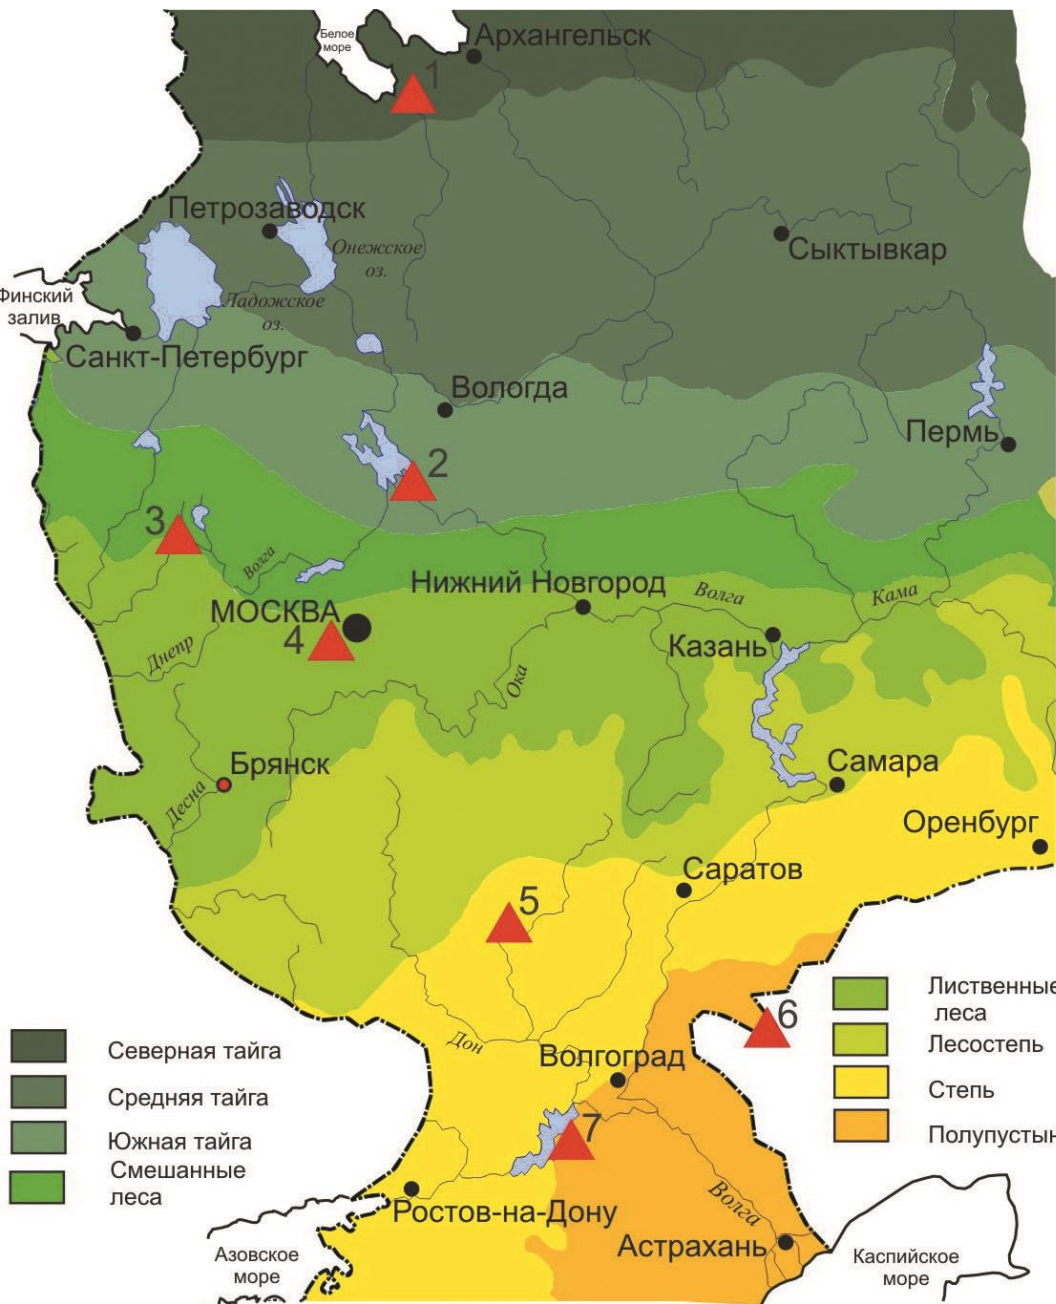 Белое
море
Архангельск
1
Петрозаводск
Онежское
оз.
Сыктывкар
Финский
залив
Ладожское
оз.
Санкт-Петербург
Вологда
Пермь
2
3
Волга
Нижний Новгород
Волга
Кама
МОСКВА
4
Казань
Днепр
Ока
Брянск
Десна
Самара
Оренбург
Саратов
5
Лиственные
леса
6
Дон
Лесостепь
Северная тайга
Волгоград
Средняя тайга
Степь
7
Южная тайга
Полупустын
Смешанные
леса
Ростов-на-Дону
Волга
Астрахань
Азовское
море
Каспийское
море